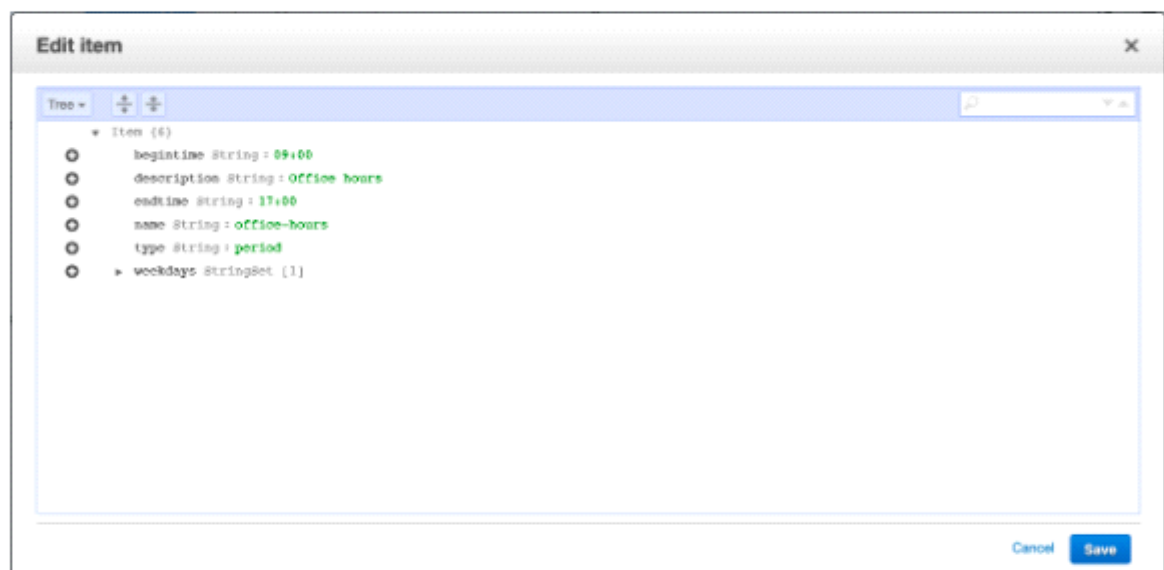 Edit item
Tree
Item {6}
begintime String : 09:00
description String : Office hours
endtime String : 17:00
name String : office-hours
type String : period
weekdays StringSet [1]
Cancel Save